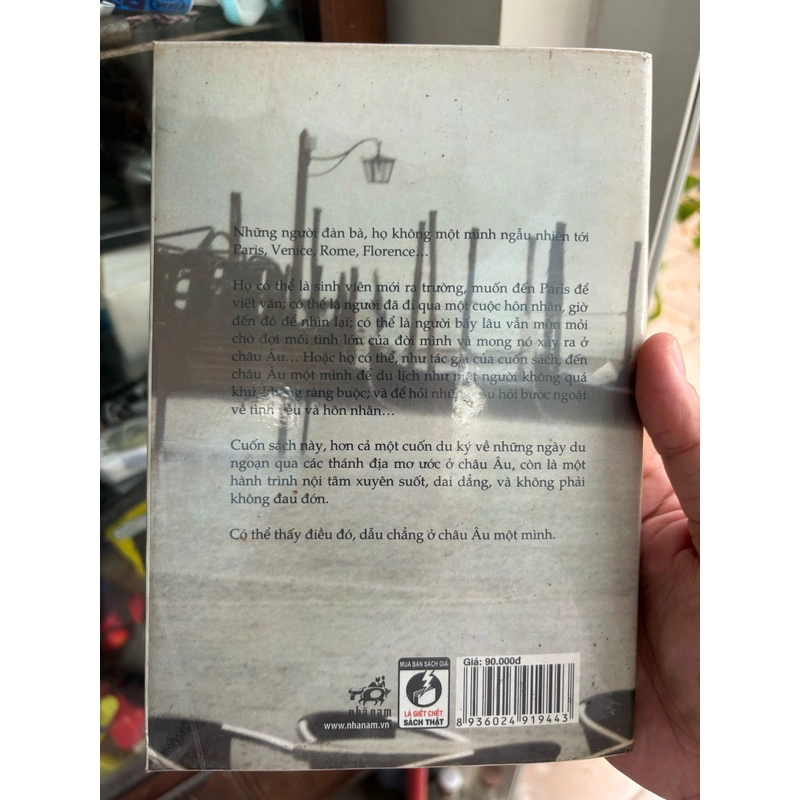 Những người đàn bà, họ không một mình ngẫu nhiên tới
Paris, Venice, Rome, Florence...
Họ có thể là sinh viên mới ra trường, muốn đến Paris để
viết văn; có thể là người đã đi qua một cuộc hôn nhân, giờ
đến đó để nhìn lại; có thể là người bấy lâu vẫn mòn mỏi
chờ đợi mối tình lớn của đời mình và mong nó xảy ra ở
châu Âu... Hoặc họ có thể, như tác giả của cuốn sách, đến
châu Âu một mình để du lịch như một người không quá
khứ, không ràng buộc; và để hỏi những câu hỏi bước ngoặt
về tình yêu và hôn nhân...
Cuốn sách này, hơn cả một cuốn du ký về những ngày du
ngoạn qua các thánh địa mơ ước ở châu Âu, còn là một
hành trình nội tâm xuyên suốt, dai dẳng, và không phải
không đau đớn.
Có thể thấy điều đó, dẫu chẳng ở châu Âu một mình.
nhã nam
www.nhanam.vn
MUA BÁN SÁCH GIẢ
LÀ GIẾT CHẾT
SÁCH THẬT
Giá: 90.000đ
8 936024 919443